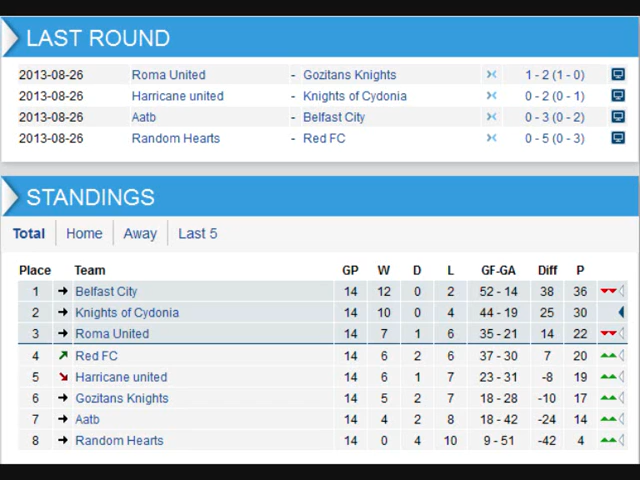 LAST ROUND
2013-08-26 Roma United - Gozitans Knights 1 - 2 (1 - 0)
2013-08-26 Harricane united - Knights of Cydonia 0 - 2 (0 - 1)
2013-08-26 Aatb - Belfast City 0 - 3 (0 - 2)
2013-08-26 Random Hearts - Red FC 0 - 5 (0 - 3)
STANDINGS
Total Home Away Last 5
Place Team GP W D L GF-GA Diff P
1 Belfast City 14 12 0 2 52 - 14 38 36
2 Knights of Cydonia 14 10 0 4 44 - 19 25 30
3 Roma United 14 7 1 6 35 - 21 14 22
4 Red FC 14 6 2 6 37 - 30 7 20
5 Harricane united 14 6 1 7 23 - 31 -8 19
6 Gozitans Knights 14 5 2 7 18 - 28 -10 17
7 Aatb 14 4 2 8 18 - 42 -24 14
8 Random Hearts 14 0 4 10 9 - 51 -42 4